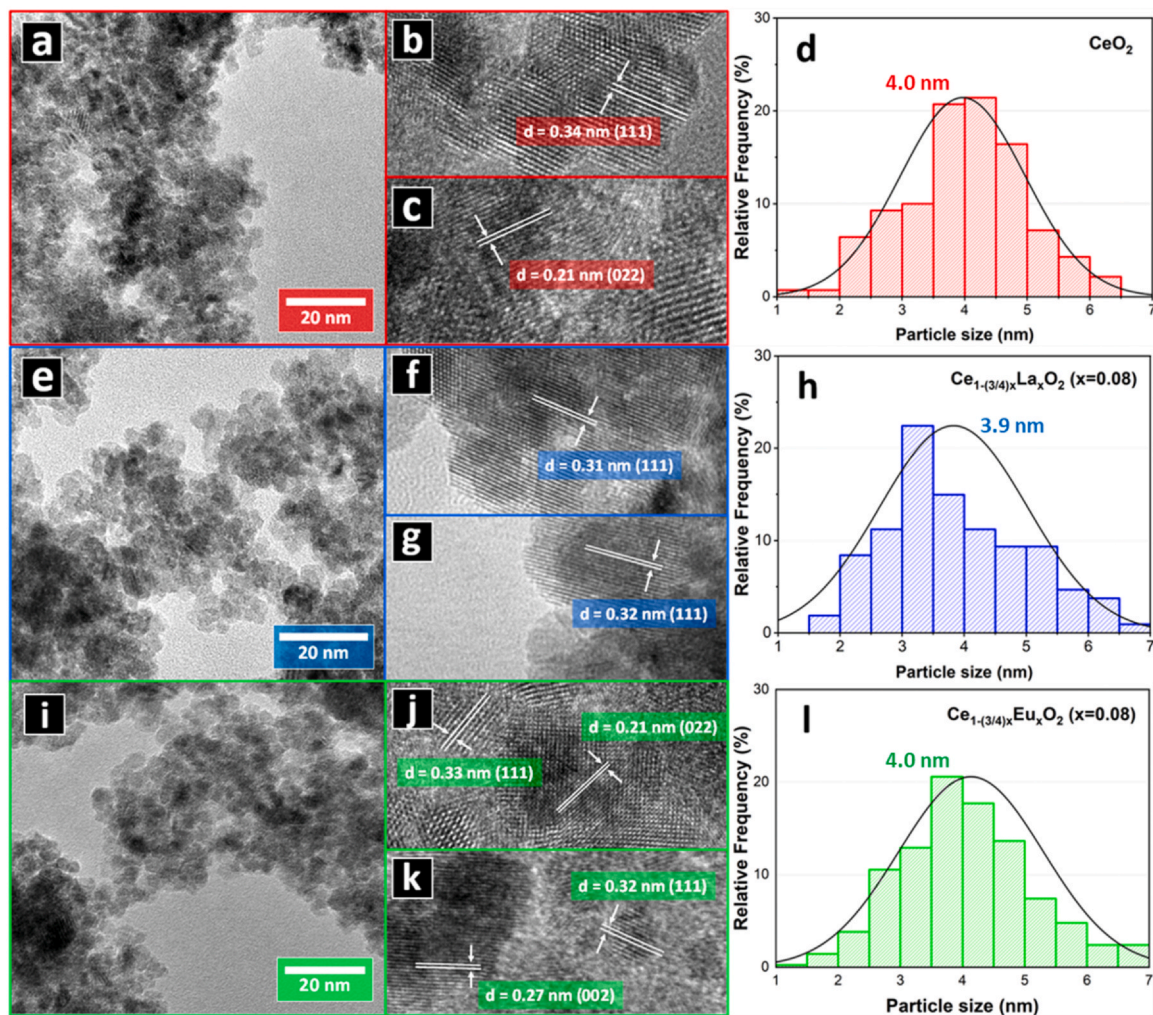 a
20 nm
b
d = 0.34 nm (111)
c
d = 0.21 nm (022)
d
CeO2
4.0 nm
Relative Frequency (%)
30
20
10
0
1 2 3 4 5 6 7
Particle size (nm)
e
20 nm
f
d = 0.31 nm (111)
g
d = 0.32 nm (111)
h
Ce1-(3/4)xLaxO2 (x=0.08)
3.9 nm
Relative Frequency (%)
30
20
10
0
1 2 3 4 5 6 7
Particle size (nm)
i
20 nm
j
d = 0.21 nm (022)
d = 0.33 nm (111)
k
d = 0.32 nm (111)
d = 0.27 nm (002)
l
Ce1-(3/4)xEuxO2 (x=0.08)
4.0 nm
Relative Frequency (%)
30
20
10
0
1 2 3 4 5 6 7
Particle size (nm)